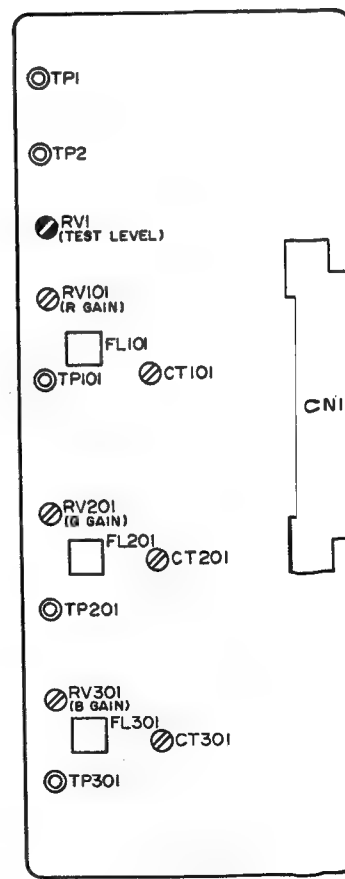 TP1
TP2
RV1
(TEST LEVEL)
RV101
(R GAIN)
FL101
TP101
CT101
CN1
RV201
(G GAIN)
FL201
CT201
TP201
RV301
(B GAIN)
FL301
CT301
TP301